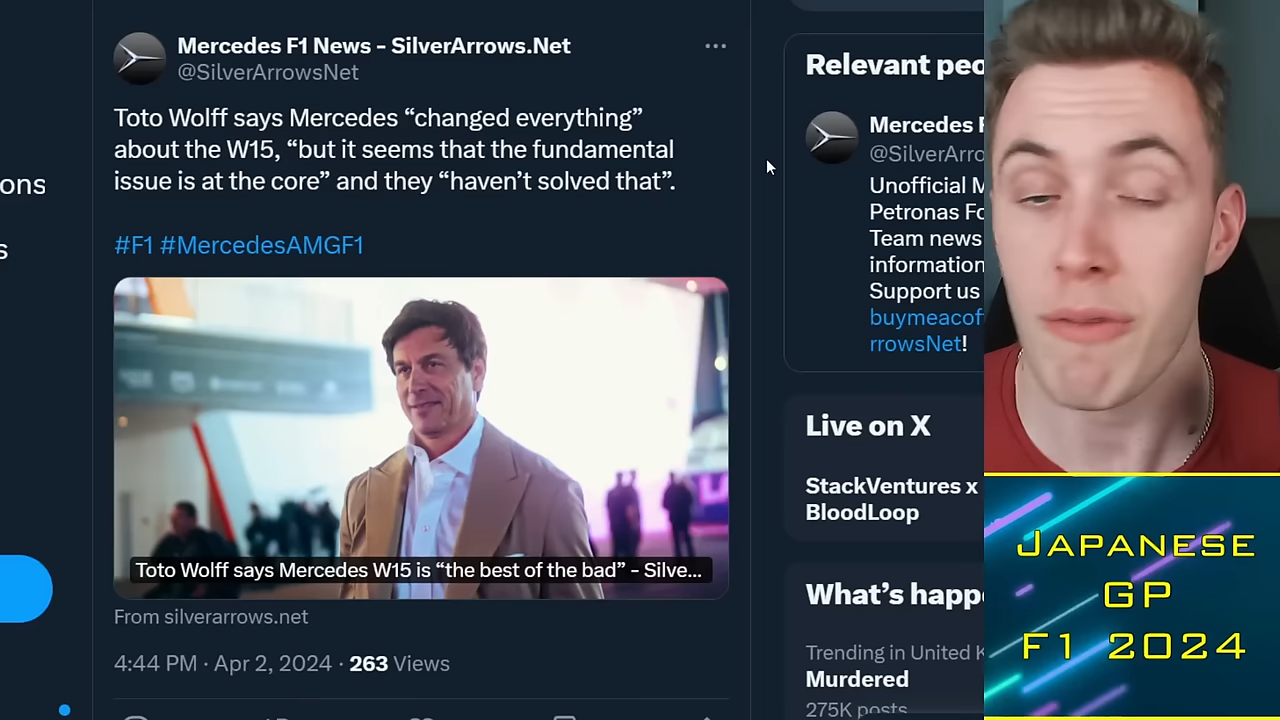 ons
s
Mercedes F1 News - SilverArrows.Net
@SilverArrowsNet
Toto Wolff says Mercedes “changed everything”
about the W15, “but it seems that the fundamental
issue is at the core” and they “haven’t solved that”.
#F1 #MercedesAMGF1
Toto Wolff says Mercedes W15 is “the best of the bad” - Silve...
From silverarrows.net
4:44 PM · Apr 2, 2024 · 263 Views
Relevant peo
Mercedes F
@SilverArro
Unofficial M
Petronas Fo
Team news
information
Support us
buymeacof
rrowsNet!
Live on X
StackVentures x
BloodLoop
What’s happe
Trending in United K
Murdered
275K posts
JAPANESE
GP
F1 2024